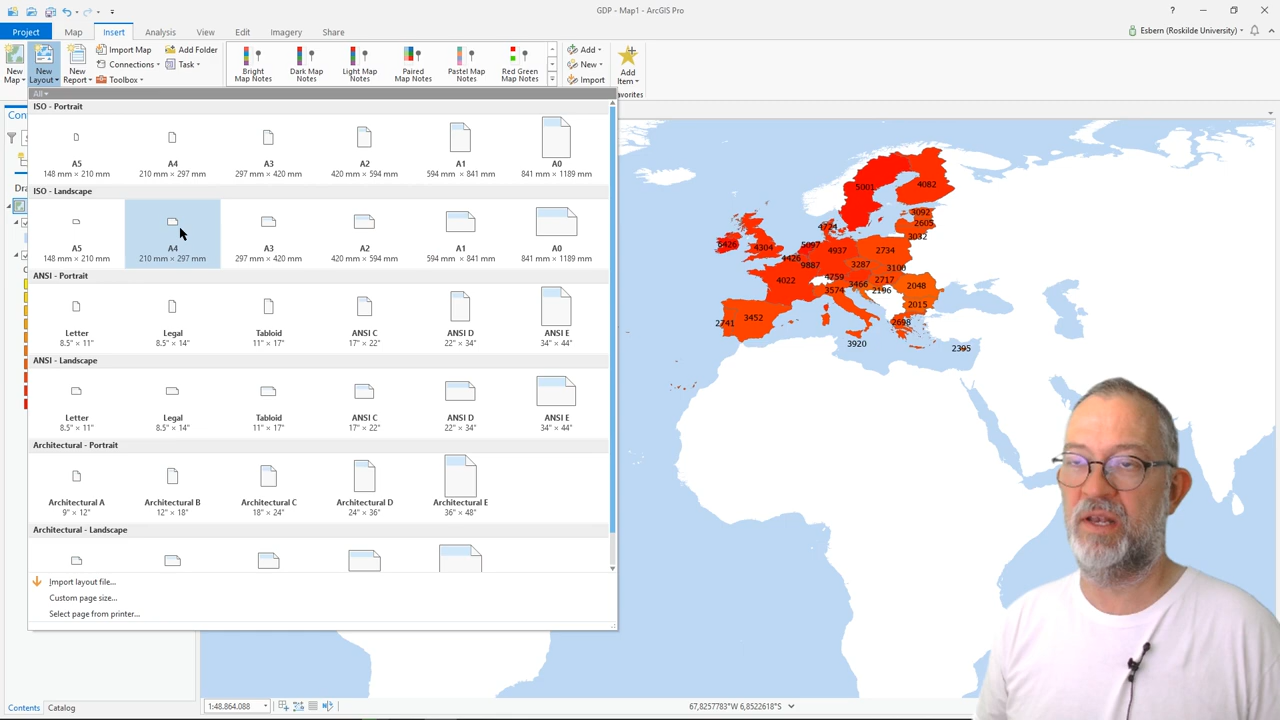 GDP - Map1 - ArcGIS Pro
Project Map Insert Analysis View Edit Imagery Share
Esbern (Roskilde University)
New Map
New Layout
New Report
Import Map
Connections
Toolbox
Add Folder
Task
Bright Map Notes
Dark Map Notes
Light Map Notes
Paired Map Notes
Pastel Map Notes
Red Green Map Notes
Add
New
Import
Add Item
avorites
All
ISO - Portrait
A5 A4 A3 A2 A1 A0
148 mm × 210 mm 210 mm × 297 mm 297 mm × 420 mm 420 mm × 594 mm 594 mm × 841 mm 841 mm × 1189 mm
ISO - Landscape
A5 A4 A3 A2 A1 A0
148 mm × 210 mm 210 mm × 297 mm 297 mm × 420 mm 420 mm × 594 mm 594 mm × 841 mm 841 mm × 1189 mm
ANSI - Portrait
Letter Legal Tabloid ANSI C ANSI D ANSI E
8.5" × 11" 8.5" × 14" 11" × 17" 17" × 22" 22" × 34" 34" × 44"
ANSI - Landscape
Letter Legal Tabloid ANSI C ANSI D ANSI E
8.5" × 11" 8.5" × 14" 11" × 17" 17" × 22" 22" × 34" 34" × 44"
Architectural - Portrait
Architectural A Architectural B Architectural C Architectural D Architectural E
9" × 12" 12" × 18" 18" × 24" 24" × 36" 36" × 48"
Architectural - Landscape
Import layout file...
Custom page size...
Select page from printer...
Cont
Dra
5001
4082
3092
2605
3032
4724
6426
4304
5097
4937
2734
4426
9887
3287
3100
4022
4759
3466
2717
2048
3574
2196
2015
2741
3452
2698
3920
2395
Contents Catalog
1:48.864.088
67,8257783°W 6,8522618°S